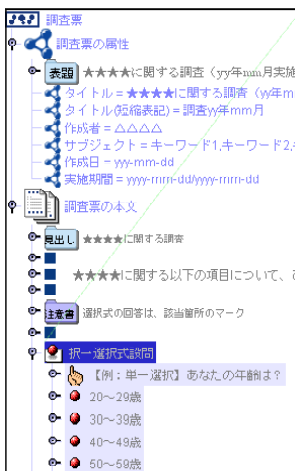 調査票
調査票の属性
表題 ★★★★に関する調査（yy年mm月実施
タイトル＝★★★★に関する調査（yy年m
タイトル(短縮表記)＝調査yy年mm月
作成者＝△△△△
サブジェクト＝キーワード1,キーワード2,
作成日＝yyy-mm-dd
実施期間＝yyyy-mm-dd/yyyy-mm-dd
調査票の本文
見出し ★★★★に関する調査
★★★★に関する以下の項目について、
注意書 選択式の回答は、該当箇所のマーク
択一選択式設問
【例：単一選択】あなたの年齢は？
20～29歳
30～39歳
40～49歳
50～59歳